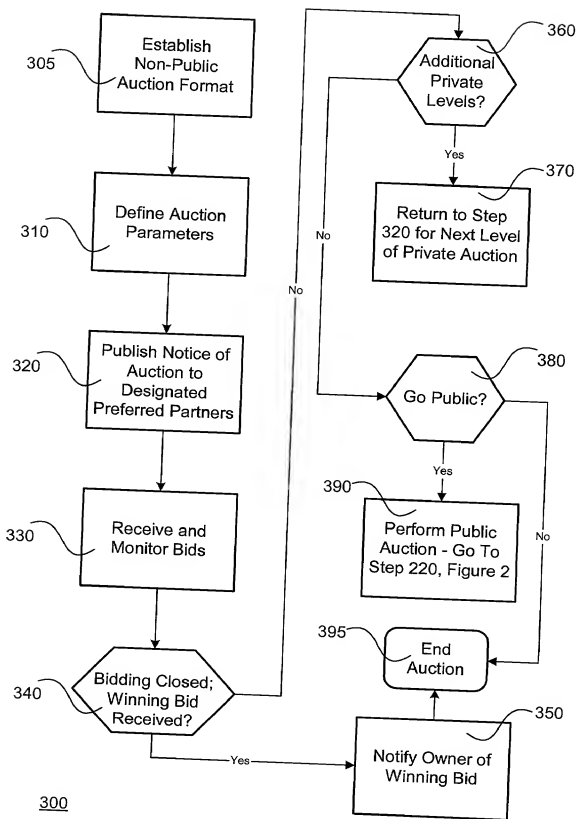 305
Establish
Non-Public
Auction Format
310
Define Auction
Parameters
320
Publish Notice of
Auction to
Designated
Preferred Partners
330
Receive and
Monitor Bids
340
Bidding Closed;
Winning Bid
Received?
Yes
No
360
Additional
Private
Levels?
Yes
No
370
Return to Step
320 for Next Level
of Private Auction
380
Go Public?
Yes
No
390
Perform Public
Auction - Go To
Step 220, Figure 2
395
End
Auction
350
Notify Owner of
Winning Bid
300